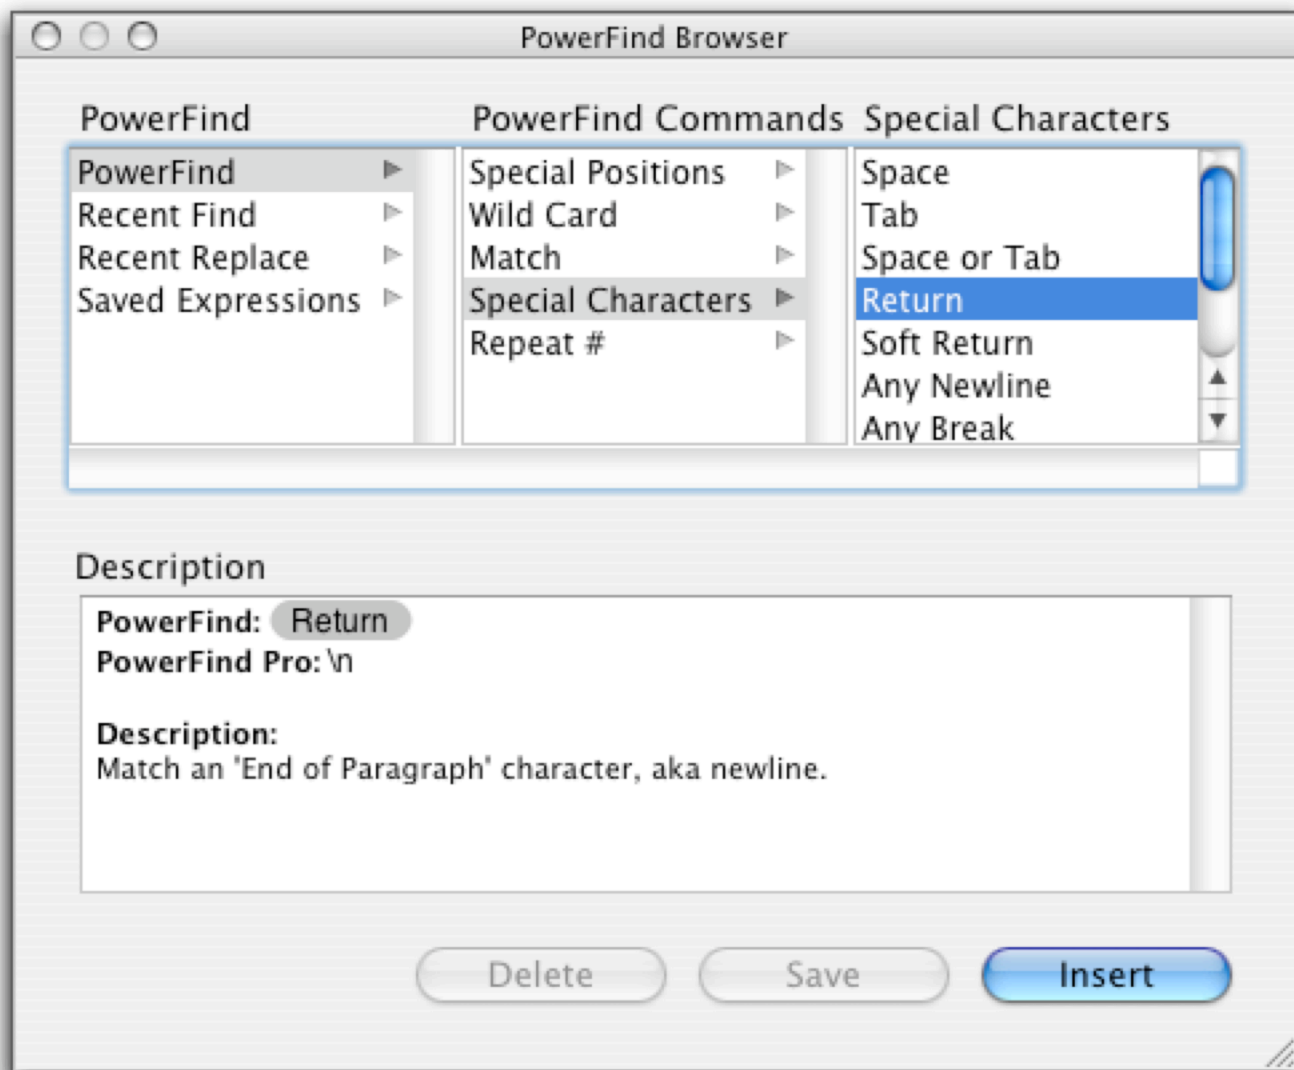 PowerFind Browser
PowerFind PowerFind Commands Special Characters
PowerFind
Recent Find
Recent Replace
Saved Expressions
Special Positions
Wild Card
Match
Special Characters
Repeat #
Space
Tab
Space or Tab
Return
Soft Return
Any Newline
Any Break
Description
PowerFind: Return
PowerFind Pro: \n
Description:
Match an 'End of Paragraph' character, aka newline.
Delete Save Insert